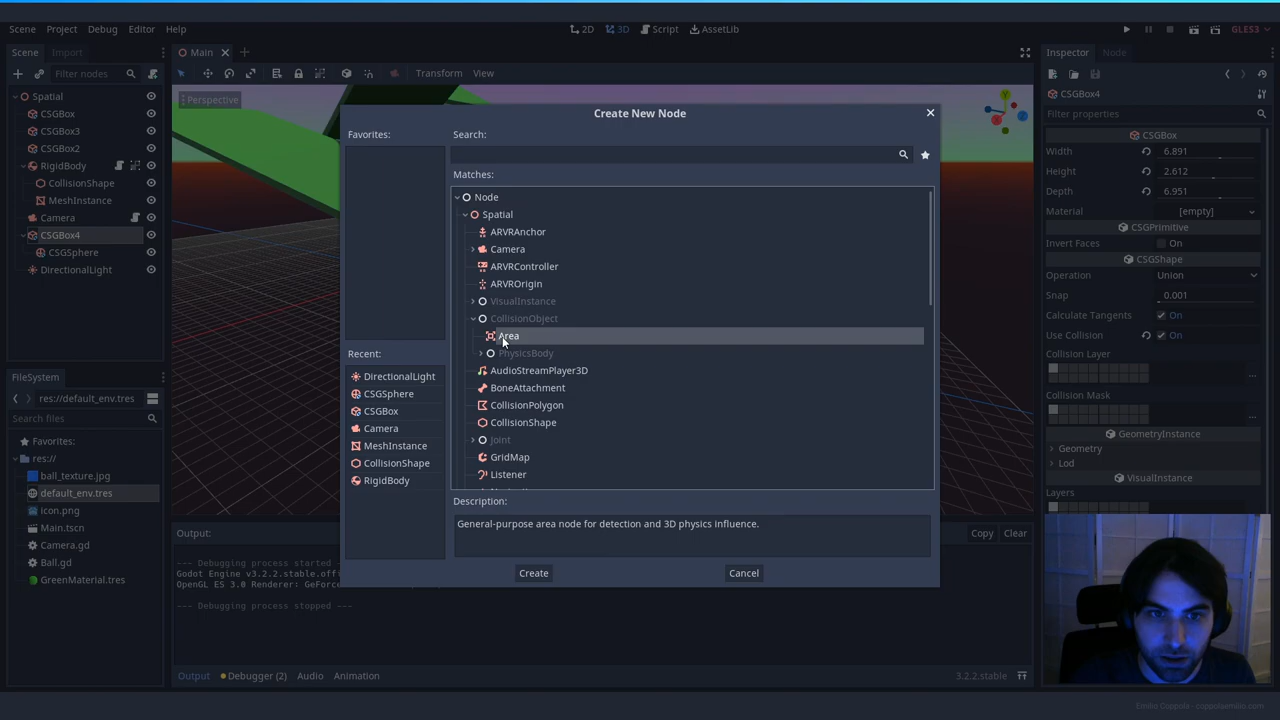 Scene Project Debug Editor Help
2D 3D Script AssetLib
GLES3
Scene Import
Filter nodes
Spatial
CSGBox
CSGBox3
CSGBox2
RigidBody
CollisionShape
MeshInstance
Camera
CSGBox4
CSGSphere
DirectionalLight
FileSystem
res://default_env.tres
Search files
Favorites:
res://
ball_texture.jpg
default_env.tres
icon.png
Main.tscn
Camera.gd
Ball.gd
GreenMaterial.tres
Main
Transform View
Perspective
Y
X
Create New Node
Favorites:
Recent:
DirectionalLight
CSGSphere
CSGBox
Camera
MeshInstance
CollisionShape
RigidBody
Search:
Matches:
Node
Spatial
ARVRAnchor
Camera
ARVRController
ARVROrigin
VisualInstance
CollisionObject
Area
PhysicsBody
AudioStreamPlayer3D
BoneAttachment
CollisionPolygon
CollisionShape
Joint
GridMap
Listener
Description:
General-purpose area node for detection and 3D physics influence.
Create Cancel
Output: Copy Clear
--- Debugging process started ---
Godot Engine v3.2.2.stable.offi
OpenGL ES 3.0 Renderer: GeForce
--- Debugging process stopped ---
Output Debugger (2) Audio Animation 3.2.2.stable
Inspector Node
CSGBox4
Filter properties
CSGBox
Width 6.891
Height 2.612
Depth 6.951
Material [empty]
CSGPrimitive
Invert Faces On
CSGShape
Operation Union
Snap 0.001
Calculate Tangents On
Use Collision On
Collision Layer
Collision Mask
GeometryInstance
Geometry
Lod
VisualInstance
Layers
Emilio Coppola - coppolaemilio.com